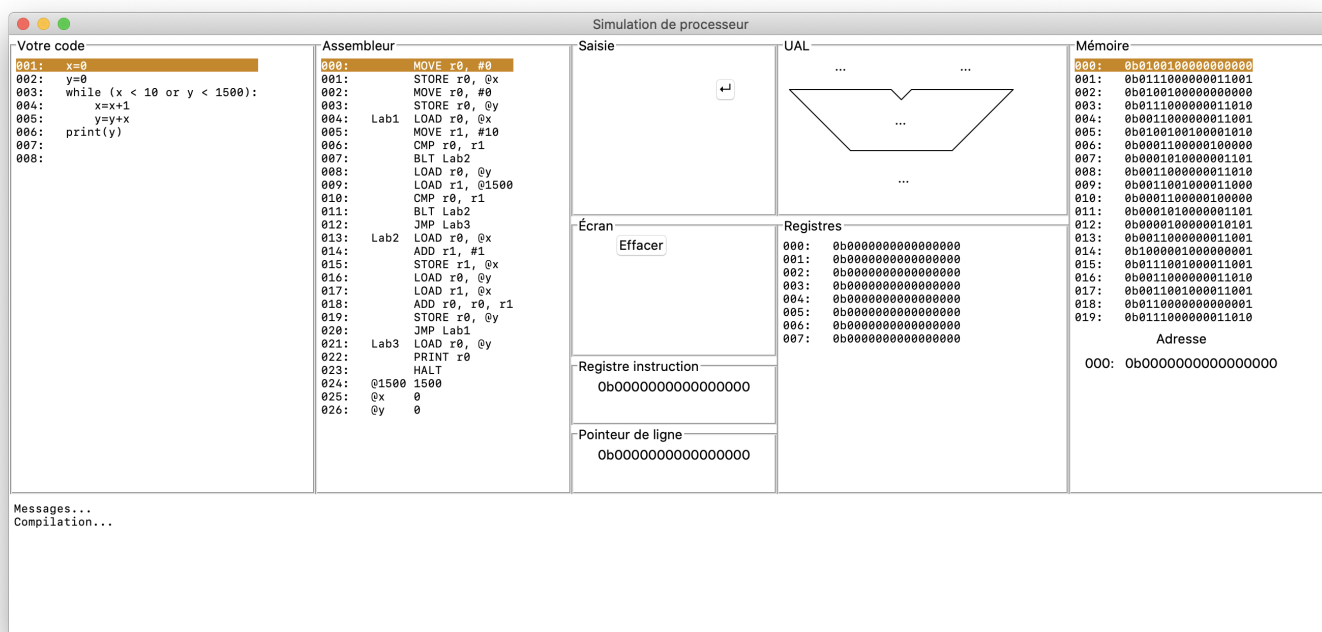 Simulation de processeur
Votre code
001: x=0
002: y=0
003: while (x < 10 or y < 1500):
004: x=x+1
005: y=y+x
006: print(y)
007:
008:
Assembleur
000: MOVE r0, #0
001: STORE r0, @x
002: MOVE r0, #0
003: STORE r0, @y
004: Lab1 LOAD r0, @x
005: MOVE r1, #10
006: CMP r0, r1
007: BLT Lab2
008: LOAD r0, @y
009: LOAD r1, @1500
010: CMP r0, r1
011: BLT Lab2
012: JMP Lab3
013: Lab2 LOAD r0, @x
014: ADD r1, #1
015: STORE r1, @x
016: LOAD r0, @y
017: LOAD r1, @x
018: ADD r0, r0, r1
019: STORE r0, @y
020: JMP Lab1
021: Lab3 LOAD r0, @y
022: PRINT r0
023: HALT
024: @1500 1500
025: @x 0
026: @y 0
Saisie
↵
Écran
Effacer
Registre instruction
0b0000000000000000
Pointeur de ligne
0b0000000000000000
UAL
... ...
...
...
Registres
000: 0b0000000000000000
001: 0b0000000000000000
002: 0b0000000000000000
003: 0b0000000000000000
004: 0b0000000000000000
005: 0b0000000000000000
006: 0b0000000000000000
007: 0b0000000000000000
Mémoire
000: 0b0100100000000000
001: 0b0111000000011001
002: 0b0100100000000000
003: 0b0111000000011010
004: 0b0011000000011001
005: 0b0100100100001010
006: 0b0001100000100000
007: 0b0001010000001101
008: 0b0011000000011010
009: 0b0011001000011000
010: 0b0001100000100000
011: 0b0001010000001101
012: 0b0000100000010101
013: 0b0011000000011001
014: 0b1000001000000001
015: 0b0111001000011001
016: 0b0011000000011010
017: 0b0011001000011001
018: 0b0110000000000001
019: 0b0111000000011010
Adresse
000: 0b0000000000000000
Messages...
Compilation...